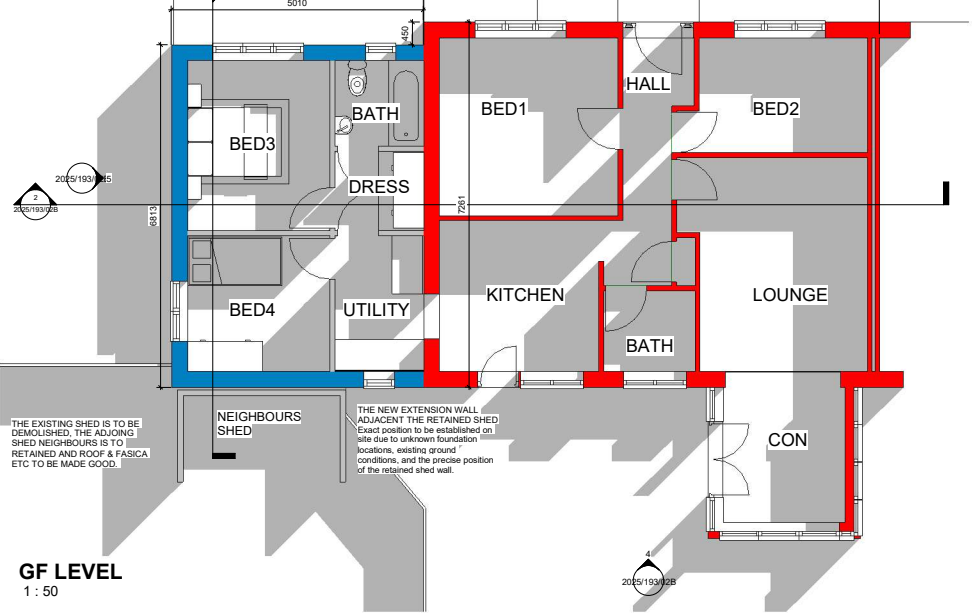 5010
450
HALL
BED1
BED2
BATH
BED3
DRESS
2
2025/193/02B
6813
7261
KITCHEN
LOUNGE
BED4
UTILITY
BATH
NEIGHBOURS
SHED
THE NEW EXTENSION WALL
ADJACENT THE RETAINED SHED
Exact position to be established on
site due to unknown foundation
locations, existing ground
conditions, and the precise position
of the retained shed wall.
THE EXISTING SHED IS TO BE
DEMOLISHED, THE ADJOING
SHED NEIGHBOURS IS TO
RETAINED AND ROOF & FASICA
ETC TO BE MADE GOOD.
CON
GF LEVEL
1 : 50
4
2025/193/02B